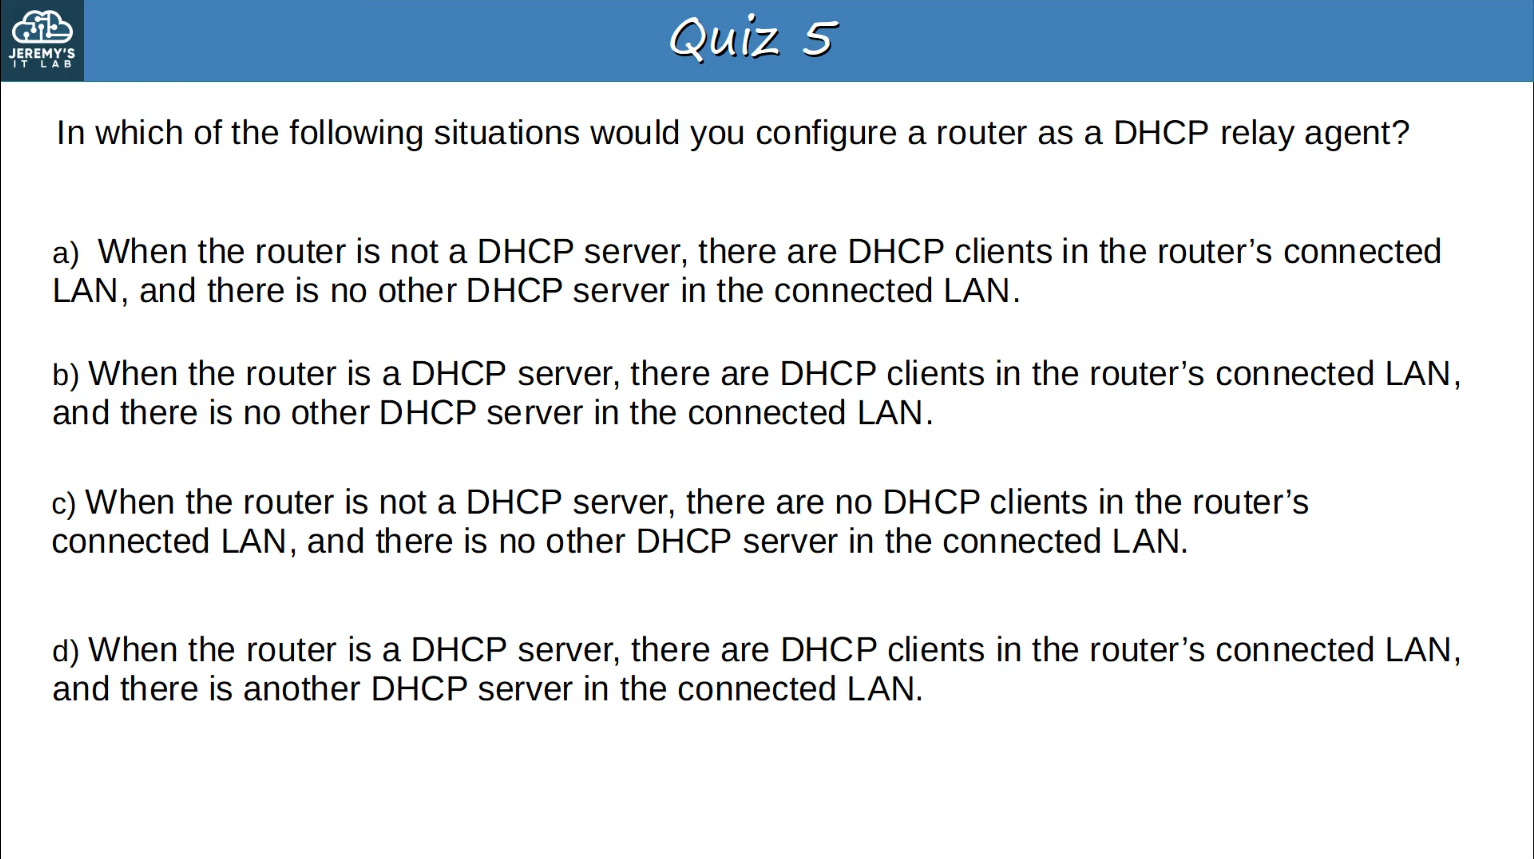 JEREMY'S
IT LAB
Quiz 5
In which of the following situations would you configure a router as a DHCP relay agent?
a) When the router is not a DHCP server, there are DHCP clients in the router’s connected
LAN, and there is no other DHCP server in the connected LAN.
b) When the router is a DHCP server, there are DHCP clients in the router’s connected LAN,
and there is no other DHCP server in the connected LAN.
c) When the router is not a DHCP server, there are no DHCP clients in the router’s
connected LAN, and there is no other DHCP server in the connected LAN.
d) When the router is a DHCP server, there are DHCP clients in the router’s connected LAN,
and there is another DHCP server in the connected LAN.